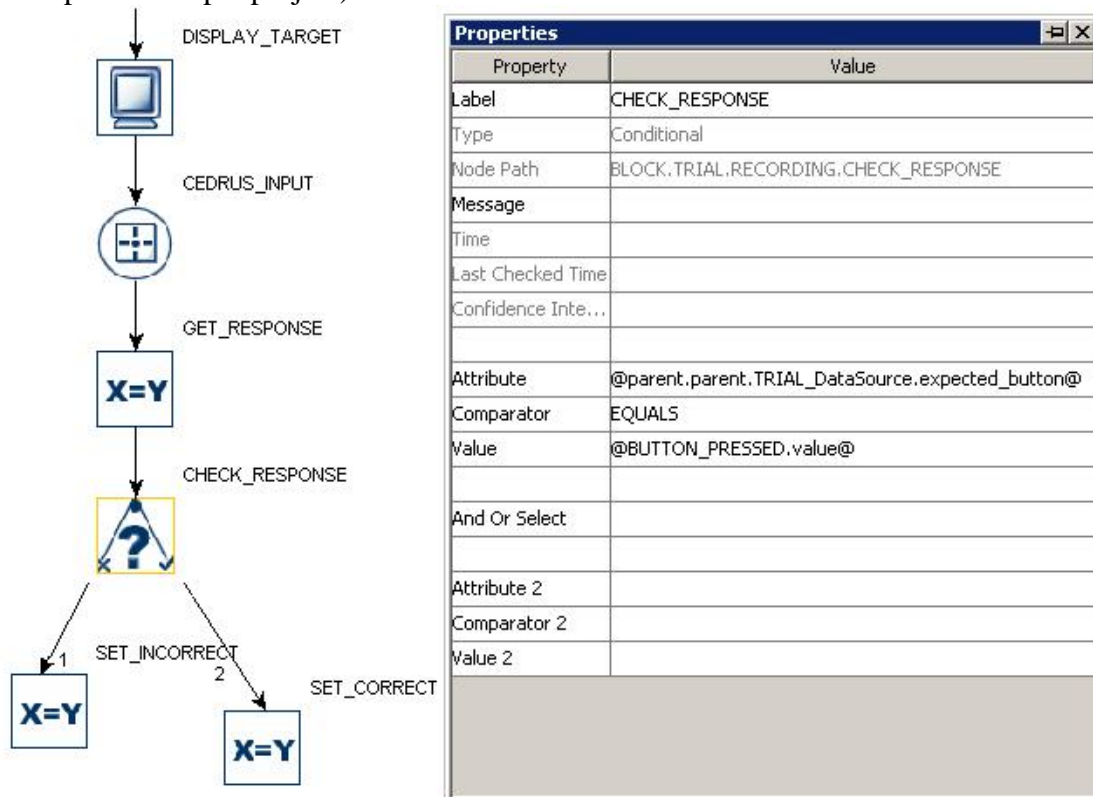 DISPLAY_TARGET
CEDRUS_INPUT
GET_RESPONSE
X=Y
CHECK_RESPONSE
?
1
SET_INCORRECT
2
SET_CORRECT
X=Y
X=Y
Properties
Property Value
Label CHECK_RESPONSE
Type Conditional
Node Path BLOCK.TRIAL.RECORDING.CHECK_RESPONSE
Message
Time
Last Checked Time
Confidence Inte...
Attribute @parent.parent.TRIAL_DataSource.expected_button@
Comparator EQUALS
Value @BUTTON_PRESSED.value@
And Or Select
Attribute 2
Comparator 2
Value 2